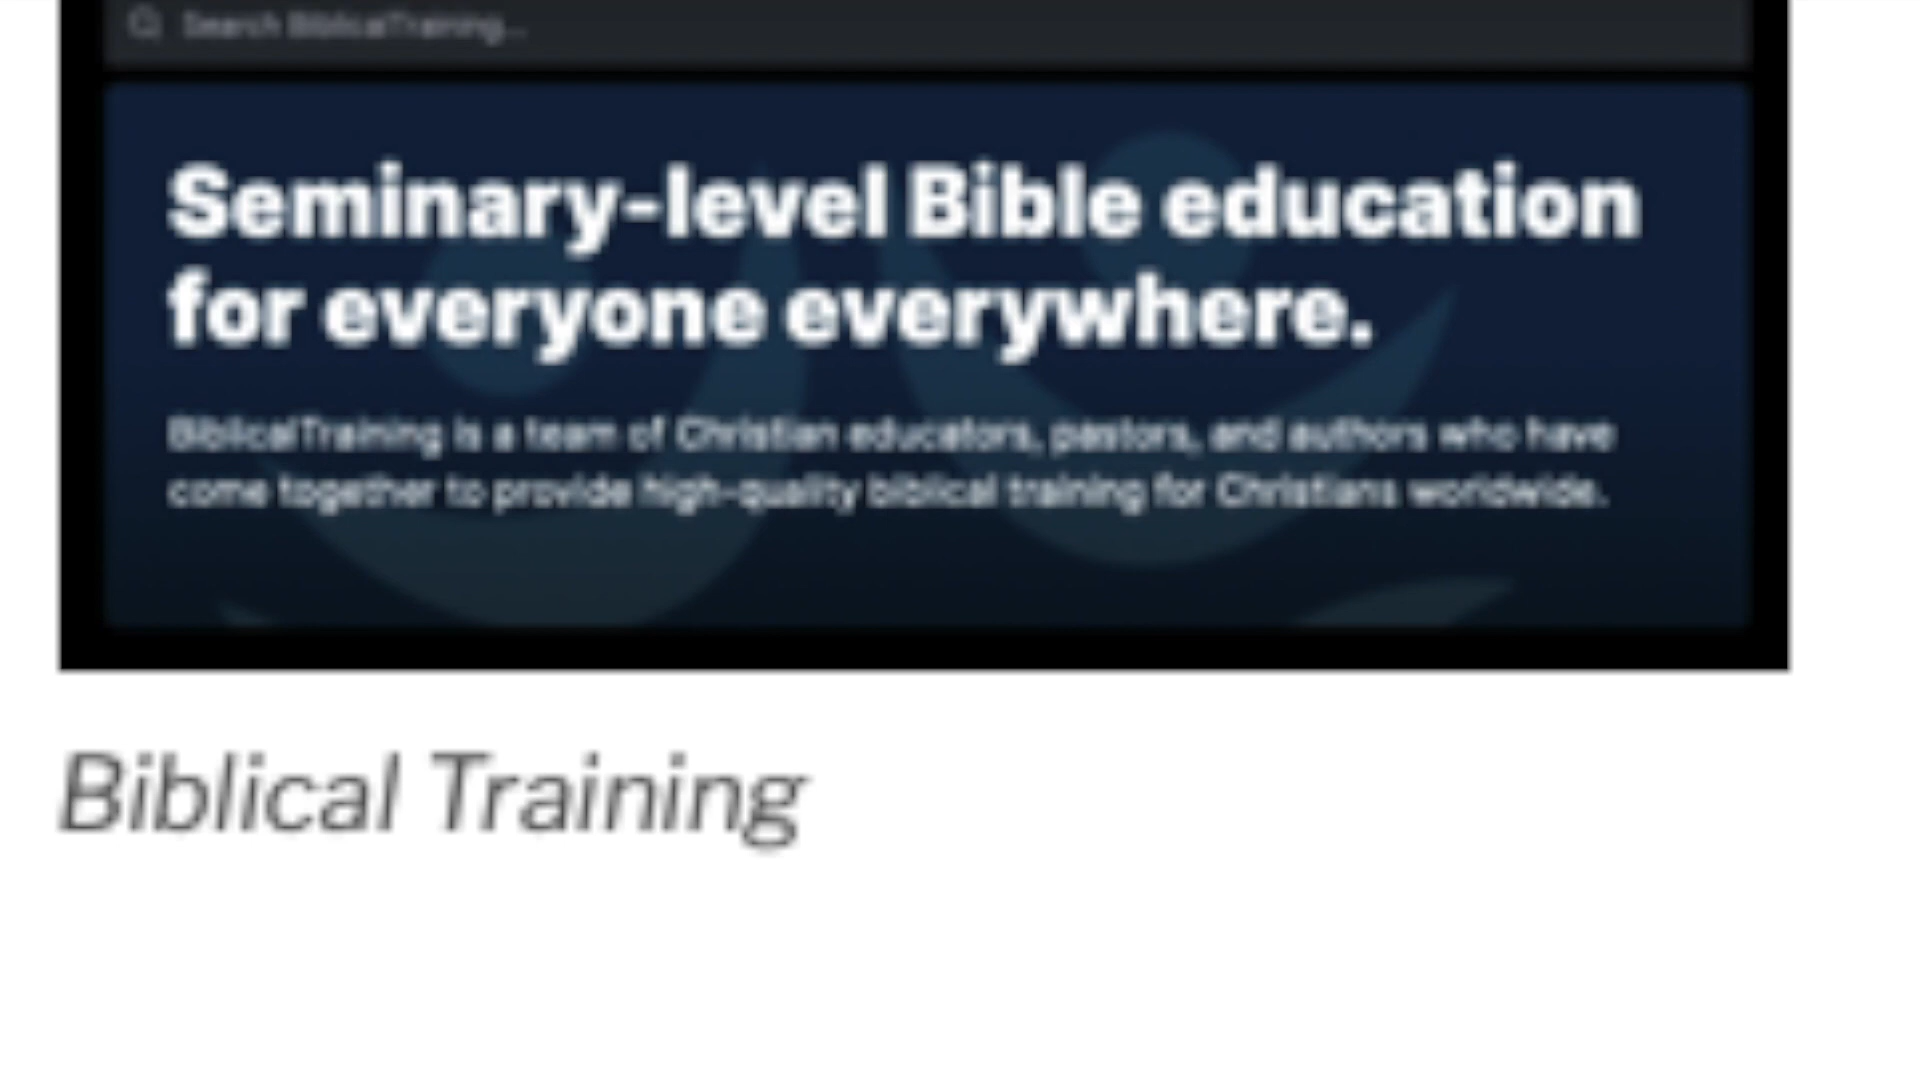 Search BiblicalTraining...
Seminary-level Bible education
for everyone everywhere.
BiblicalTraining is a team of Christian educators, pastors, and authors who have
come together to provide high-quality biblical training for Christians worldwide.
Biblical Training